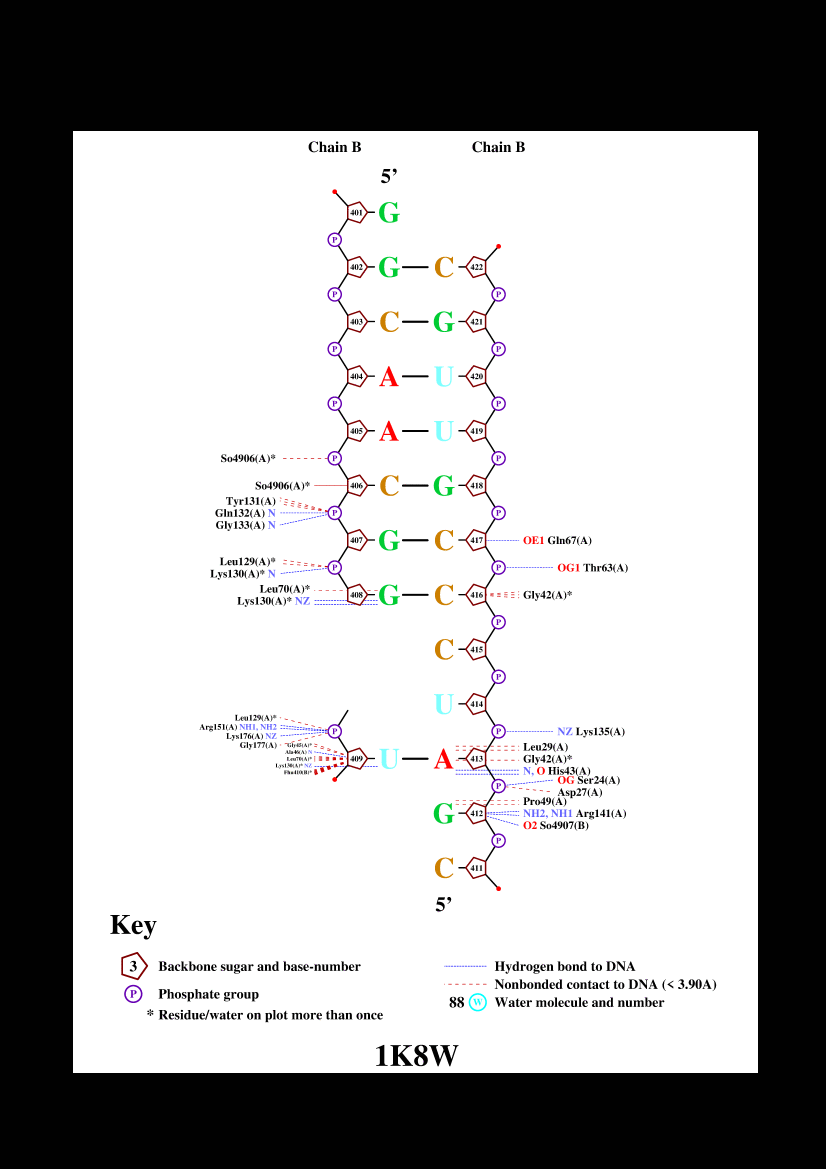 Chain B Chain B
5’
401 G
P
402 G C 422
P P
403 C G 421
P P
404 A U 420
P P
405 A U 419
So4906(A)* P P
So4906(A)* 406 C G 418
Tyr131(A)
Gln132(A) N P P
Gly133(A) N
407 G C 417 OE1 Gln67(A)
Leu129(A)*
P P OG1 Thr63(A)
Lys130(A)* N
Leu70(A)*
408 G C 416 Gly42(A)*
Lys130(A)* NZ
P
C 415
P
U 414
Leu129(A)*
Arg151(A) NH1, NH2
P P NZ Lys135(A)
Lys176(A) NZ
Gly177(A)
Gly45(A)*
Leu29(A)
Ala46(A) N
Leu70(A)* 409 U A 413 Gly42(A)*
Lys130(A)* NZ
N, O His43(A)
Fhu410(B)*
OG Ser24(A)
P
Asp27(A)
Pro49(A)
G 412 NH2, NH1 Arg141(A)
O2 So4907(B)
P
C 411
5’
Key
3 Backbone sugar and base-number
P Phosphate group
* Residue/water on plot more than once
Hydrogen bond to DNA
Nonbonded contact to DNA (< 3.90A)
88 W Water molecule and number
1K8W